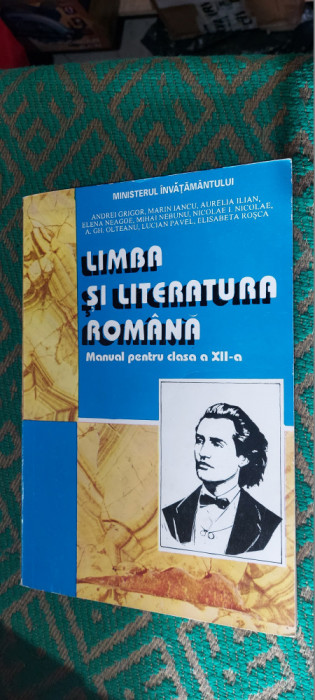 MINISTERUL ÎNVĂȚĂMÂNTULUI
ANDREI GRIGOR, MARIN IANCU, AURELIA ILIAN,
ELENA NEAGOE, MIHAI NEBUNU, NICOLAE I. NICOLAE,
A. GH. OLTEANU, LUCIAN PAVEL, ELISABETA ROȘCA
LIMBA
ȘI LITERATURA
ROMÂNĂ
Manual pentru clasa a XII-a